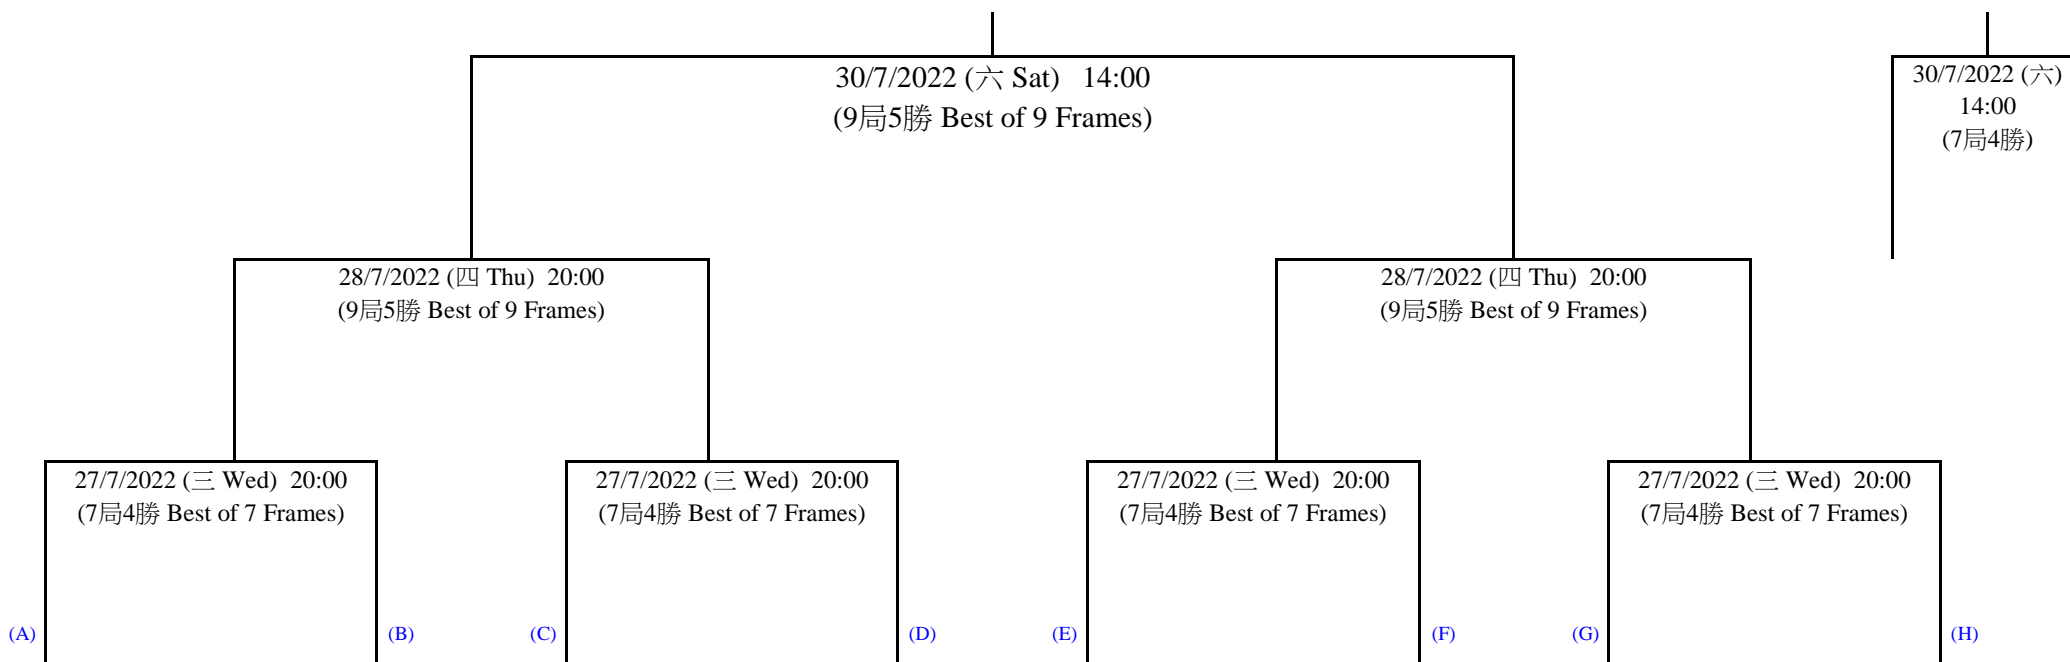 30/7/2022 (六 Sat) 14:00
(9局5勝 Best of 9 Frames)
30/7/2022 (六)
14:00
(7局4勝)
28/7/2022 (四 Thu) 20:00
(9局5勝 Best of 9 Frames)
28/7/2022 (四 Thu) 20:00
(9局5勝 Best of 9 Frames)
27/7/2022 (三 Wed) 20:00
(7局4勝 Best of 7 Frames)
27/7/2022 (三 Wed) 20:00
(7局4勝 Best of 7 Frames)
27/7/2022 (三 Wed) 20:00
(7局4勝 Best of 7 Frames)
27/7/2022 (三 Wed) 20:00
(7局4勝 Best of 7 Frames)
(A)
(B)
(C)
(D)
(E)
(F)
(G)
(H)